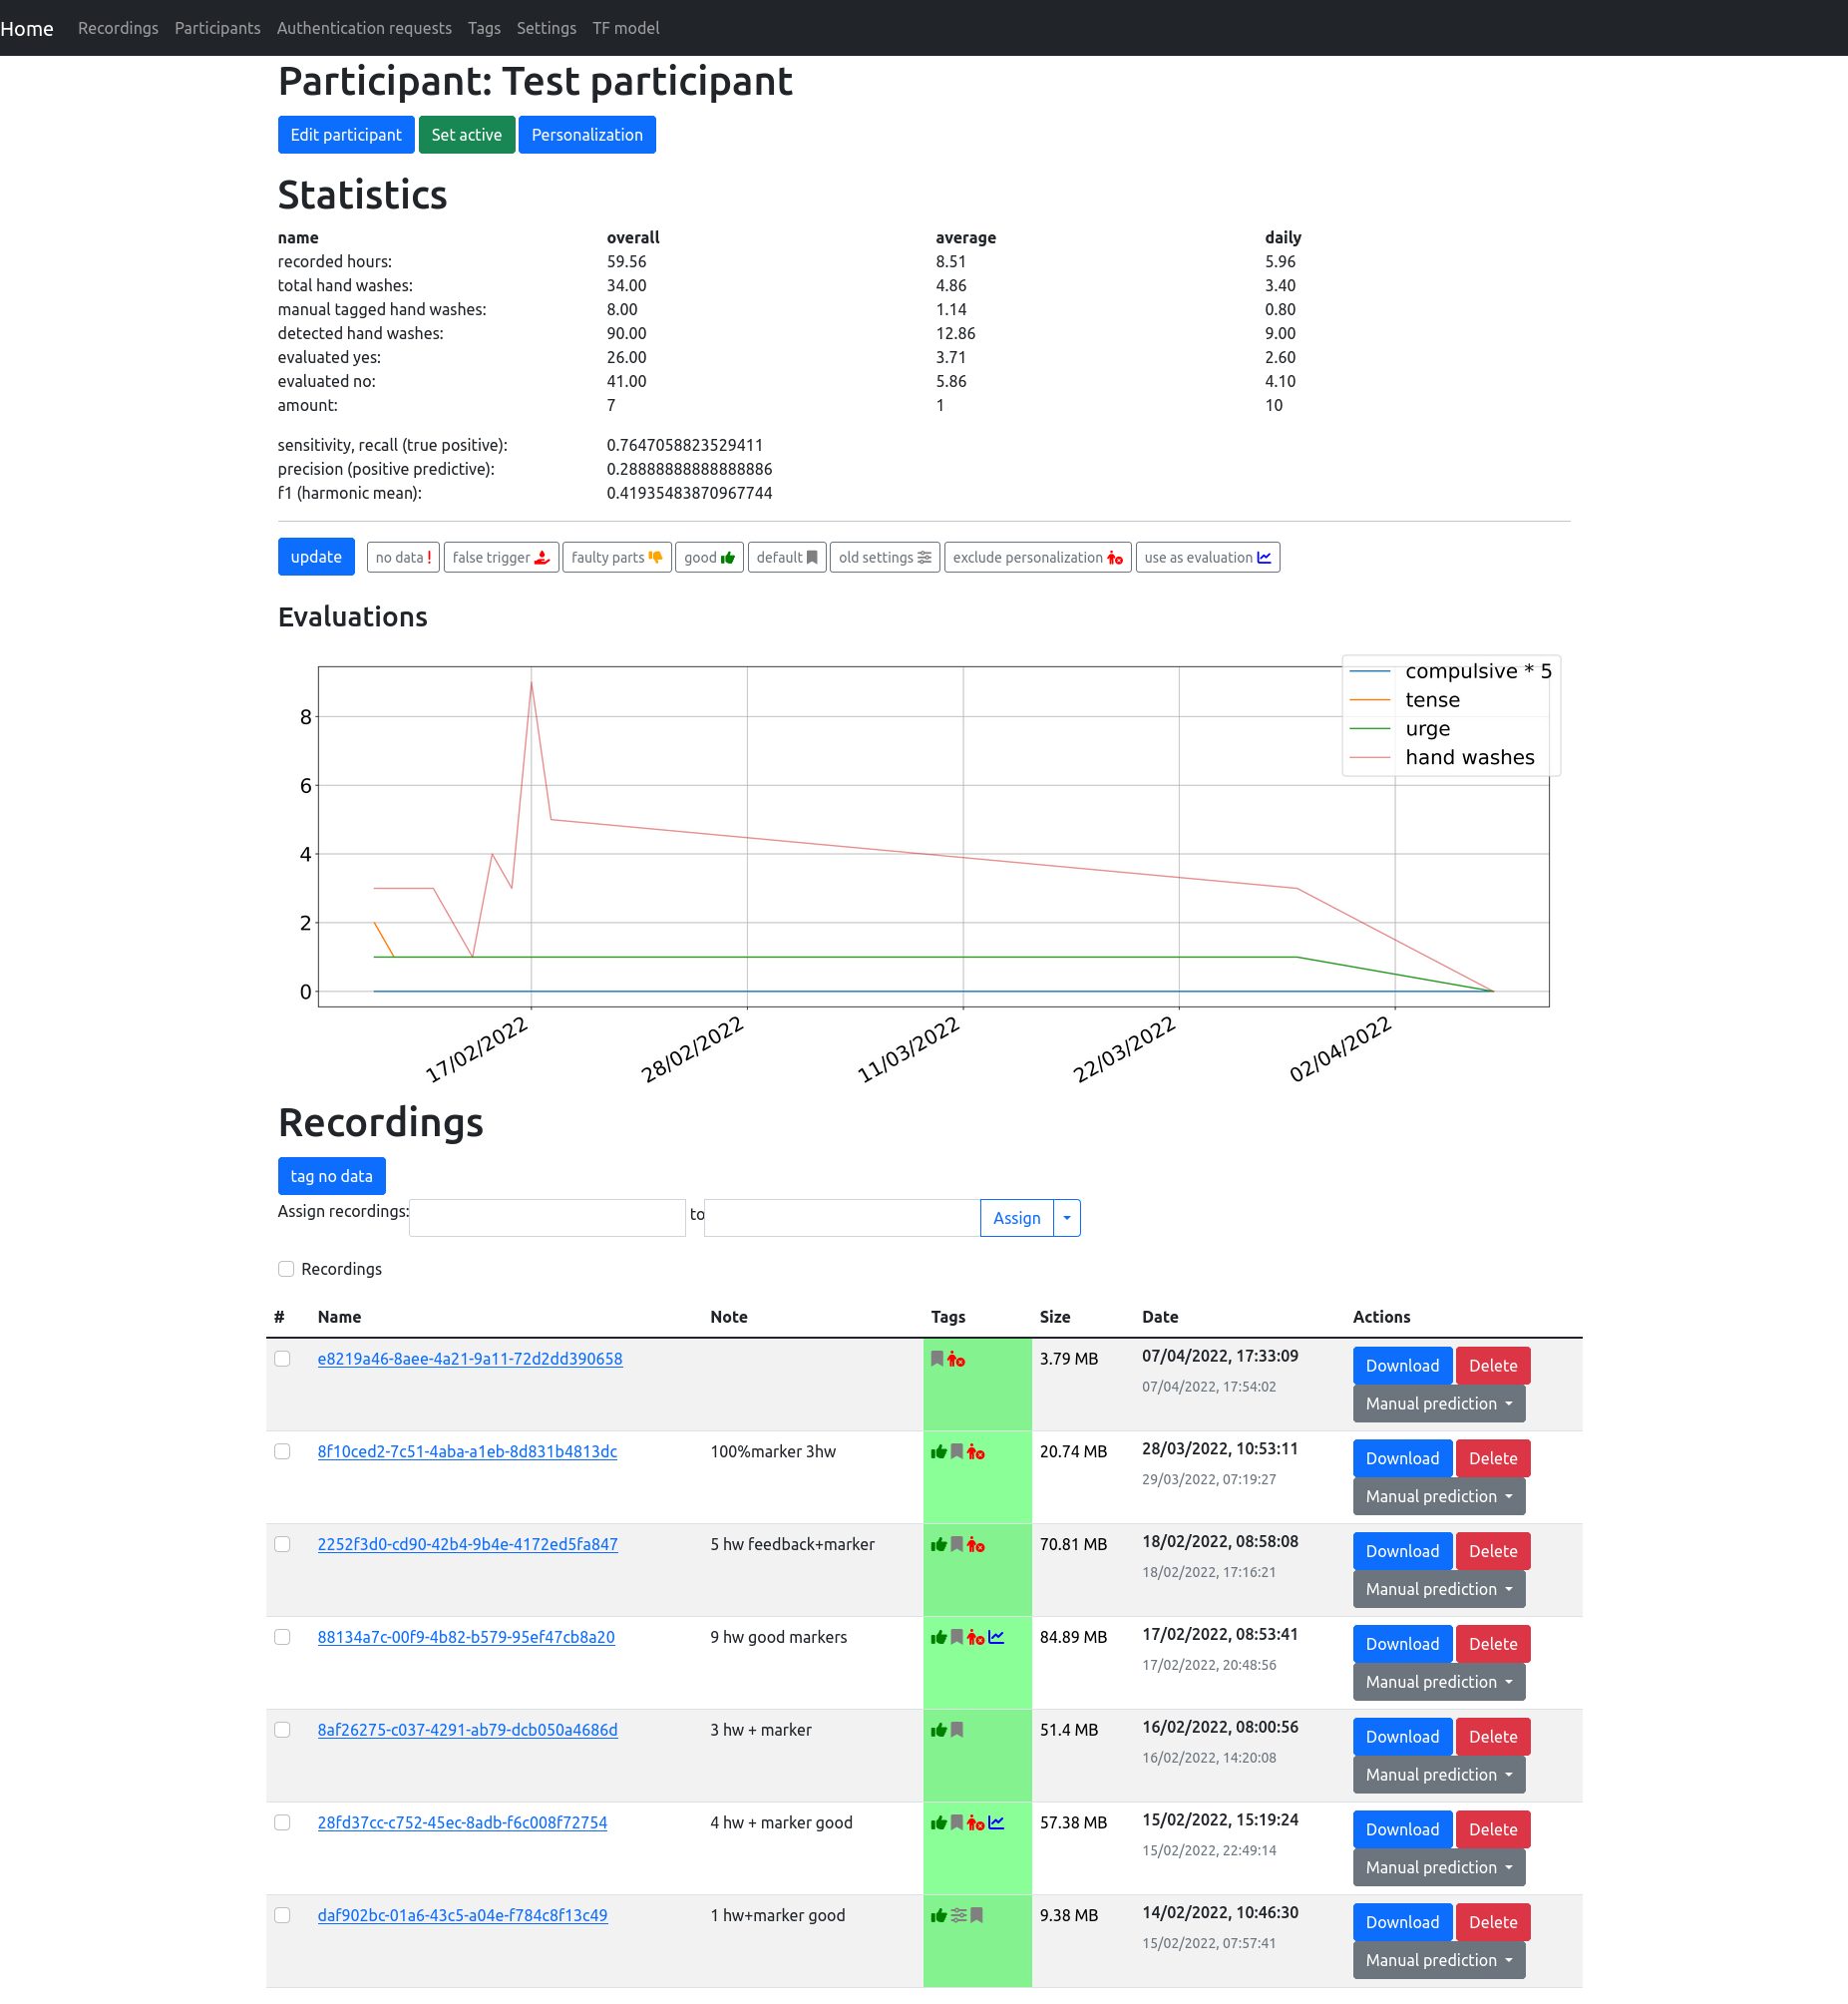 Home Recordings Participants Authentication requests Tags Settings TF model
Participant: Test participant
Edit participant Set active Personalization
Statistics
name overall average daily
recorded hours: 59.56 8.51 5.96
total hand washes: 34.00 4.86 3.40
manual tagged hand washes: 8.00 1.14 0.80
detected hand washes: 90.00 12.86 9.00
evaluated yes: 26.00 3.71 2.60
evaluated no: 41.00 5.86 4.10
amount: 7 1 10
sensitivity, recall (true positive): 0.7647058823529411
precision (positive predictive): 0.28888888888888886
f1 (harmonic mean): 0.41935483870967744
update no data false trigger faulty parts good default old settings exclude personalization use as evaluation
Evaluations
compulsive * 5
tense
urge
hand washes
8
6
4
2
0
17/02/2022 28/02/2022 11/03/2022 22/03/2022 02/04/2022
Recordings
tag no data
Assign recordings: to Assign
Recordings
# Name Note Tags Size Date Actions
e8219a46-8aee-4a21-9a11-72d2dd390658 3.79 MB 07/04/2022, 17:33:09 Download Delete
07/04/2022, 17:54:02
Manual prediction
8f10ced2-7c51-4aba-a1eb-8d831b4813dc 100%marker 3hw 20.74 MB 28/03/2022, 10:53:11 Download Delete
29/03/2022, 07:19:27
Manual prediction
2252f3d0-cd90-42b4-9b4e-4172ed5fa847 5 hw feedback+marker 70.81 MB 18/02/2022, 08:58:08 Download Delete
18/02/2022, 17:16:21
Manual prediction
88134a7c-00f9-4b82-b579-95ef47cb8a20 9 hw good markers 84.89 MB 17/02/2022, 08:53:41 Download Delete
17/02/2022, 20:48:56
Manual prediction
8af26275-c037-4291-ab79-dcb050a4686d 3 hw + marker 51.4 MB 16/02/2022, 08:00:56 Download Delete
16/02/2022, 14:20:08
Manual prediction
28fd37cc-c752-45ec-8adb-f6c008f72754 4 hw + marker good 57.38 MB 15/02/2022, 15:19:24 Download Delete
15/02/2022, 22:49:14
Manual prediction
daf902bc-01a6-43c5-a04e-f784c8f13c49 1 hw+marker good 9.38 MB 14/02/2022, 10:46:30 Download Delete
15/02/2022, 07:57:41
Manual prediction